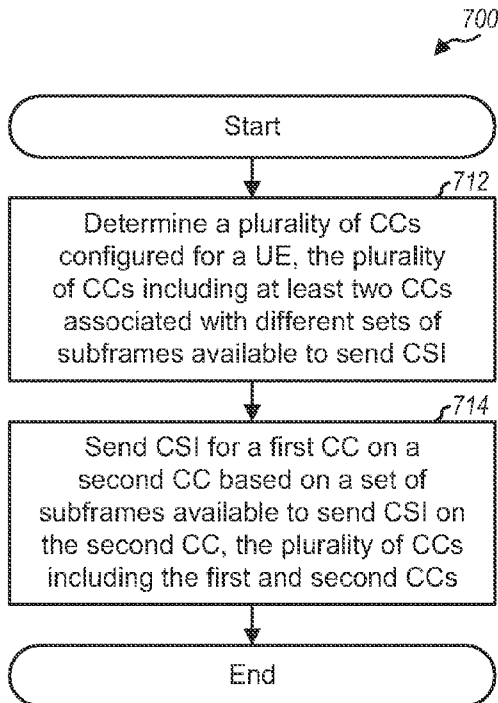 700
Start
712
Determine a plurality of CCs
configured for a UE, the plurality
of CCs including at least two CCs
associated with different sets of
subframes available to send CSI
714
Send CSI for a first CC on a
second CC based on a set of
subframes available to send CSI on
the second CC, the plurality of CCs
including the first and second CCs
End